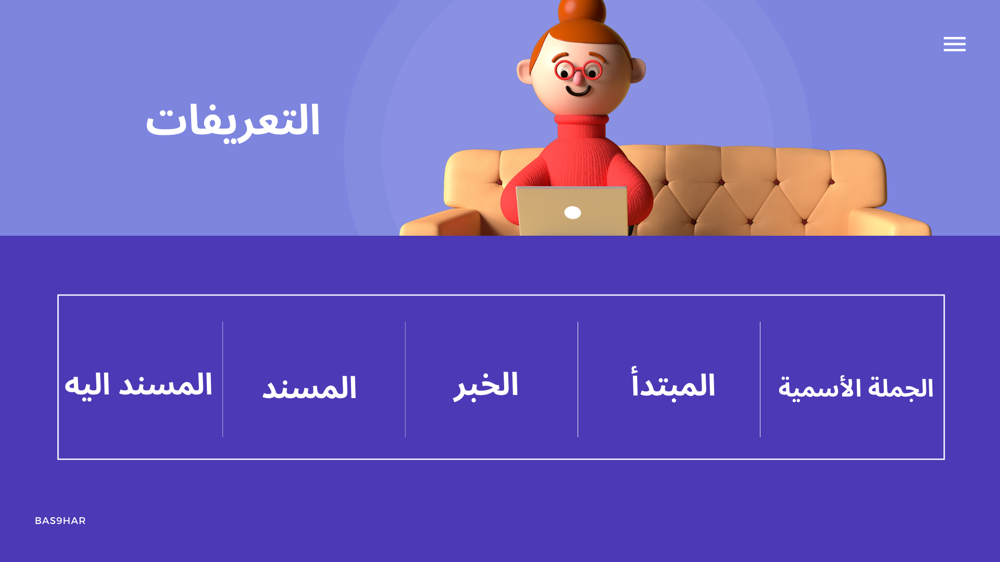 التعريفات
الجملة الأسمية
المبتدأ
الخبر
المسند
المسند اليه
BAS9HAR